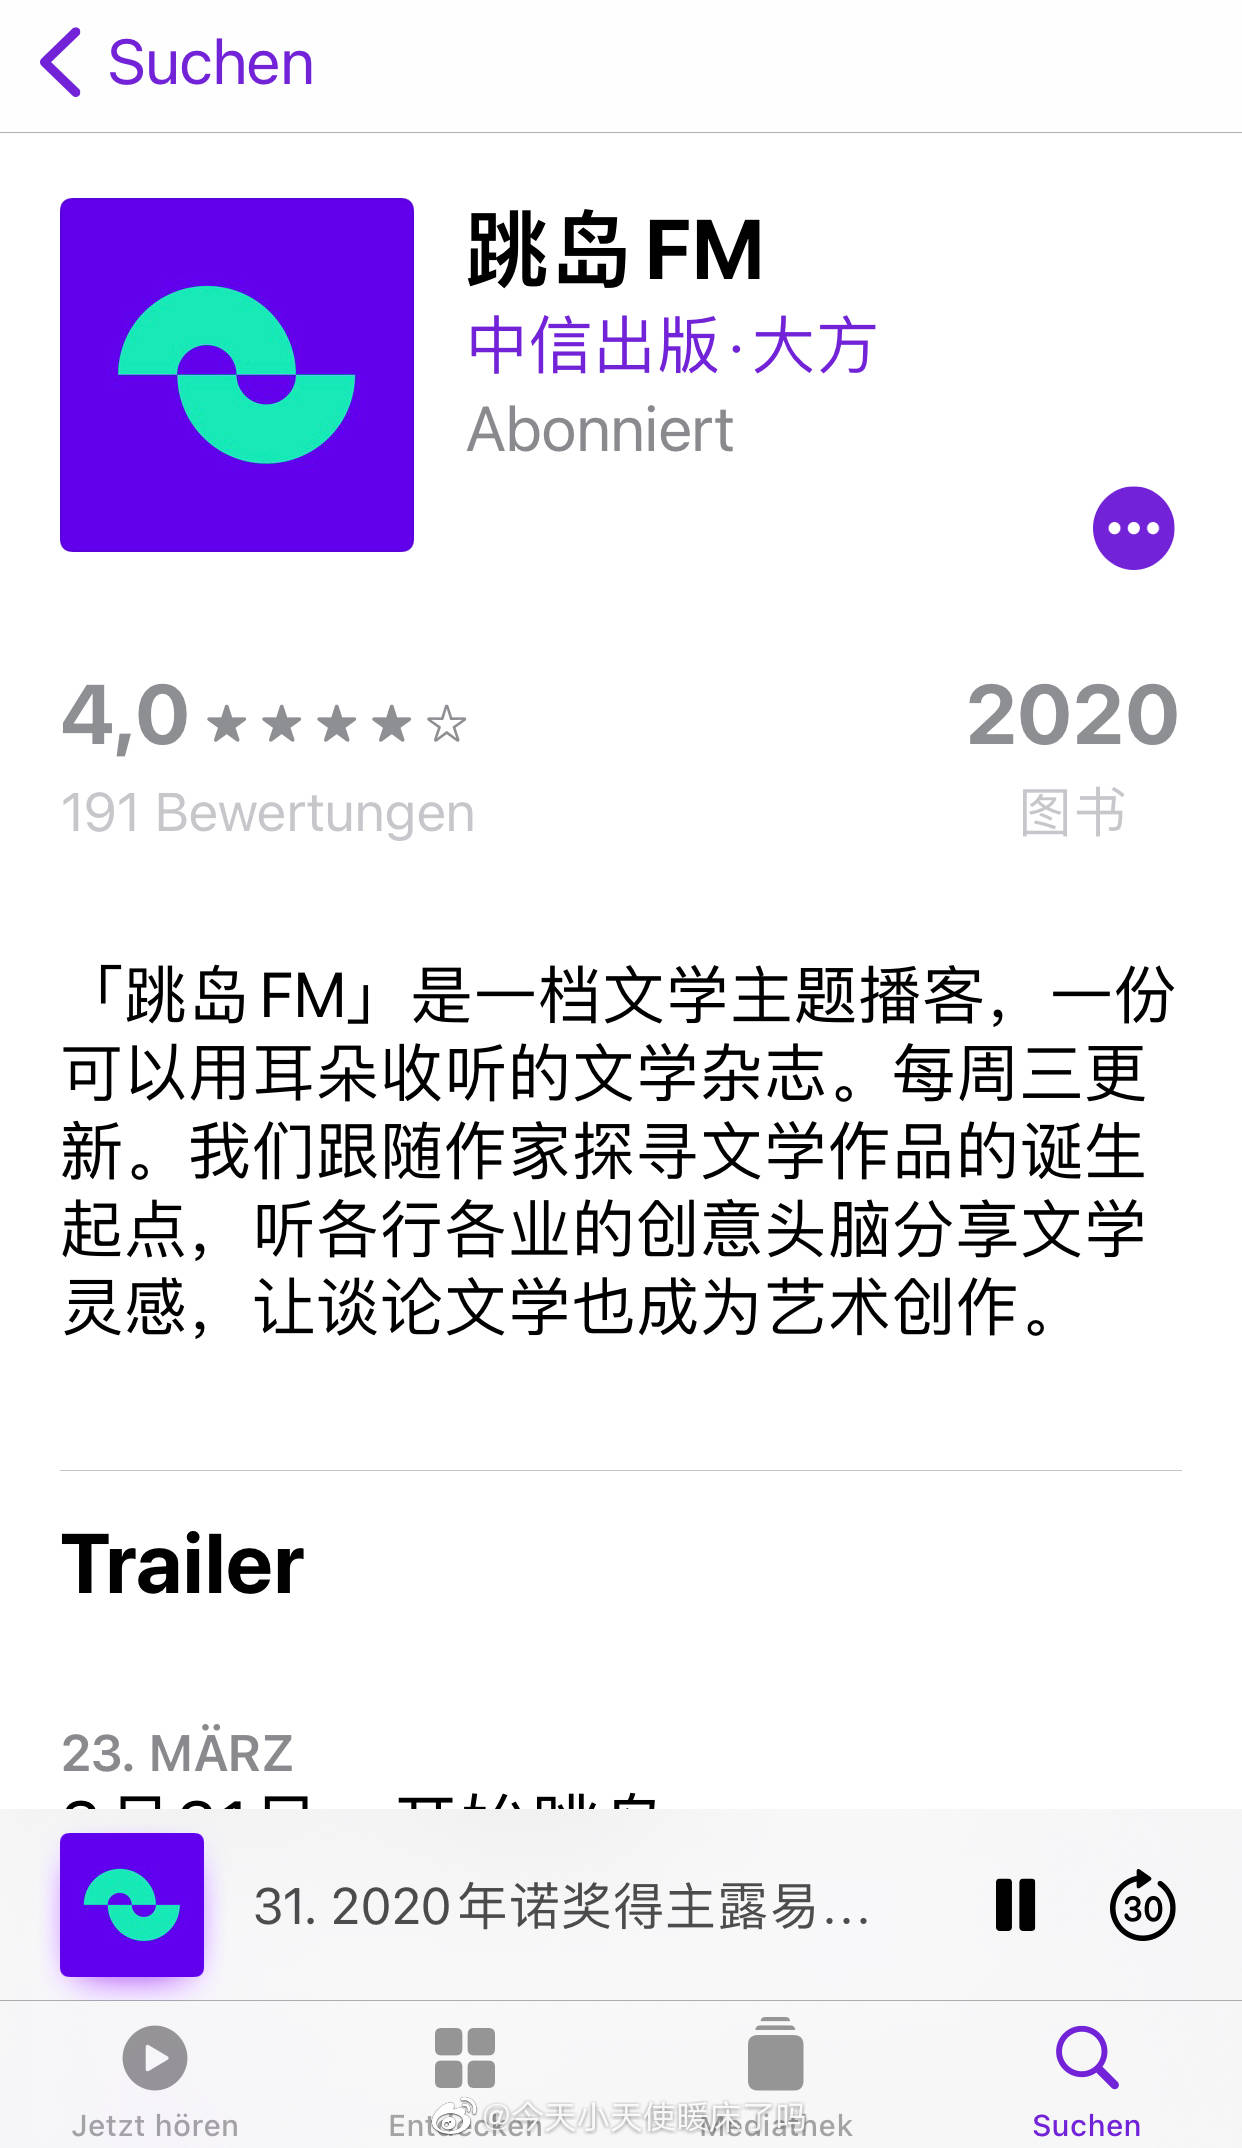 Suchen
跳岛FM
中信出版·大方
Abonniert
4,0
2020
191 Bewertungen
图书
「跳岛FM」是一档文学主题播客，一份
可以用耳朵收听的文学杂志。每周三更
新。我们跟随作家探寻文学作品的诞生
起点，听各行各业的创意头脑分享文学
灵感，让谈论文学也成为艺术创作。
Trailer
23. MÄRZ
31. 2020年诺奖得主露易...
30
Jetzt hören
Entdecken
Mediathek
Suchen
@今天小天使暖床了吗